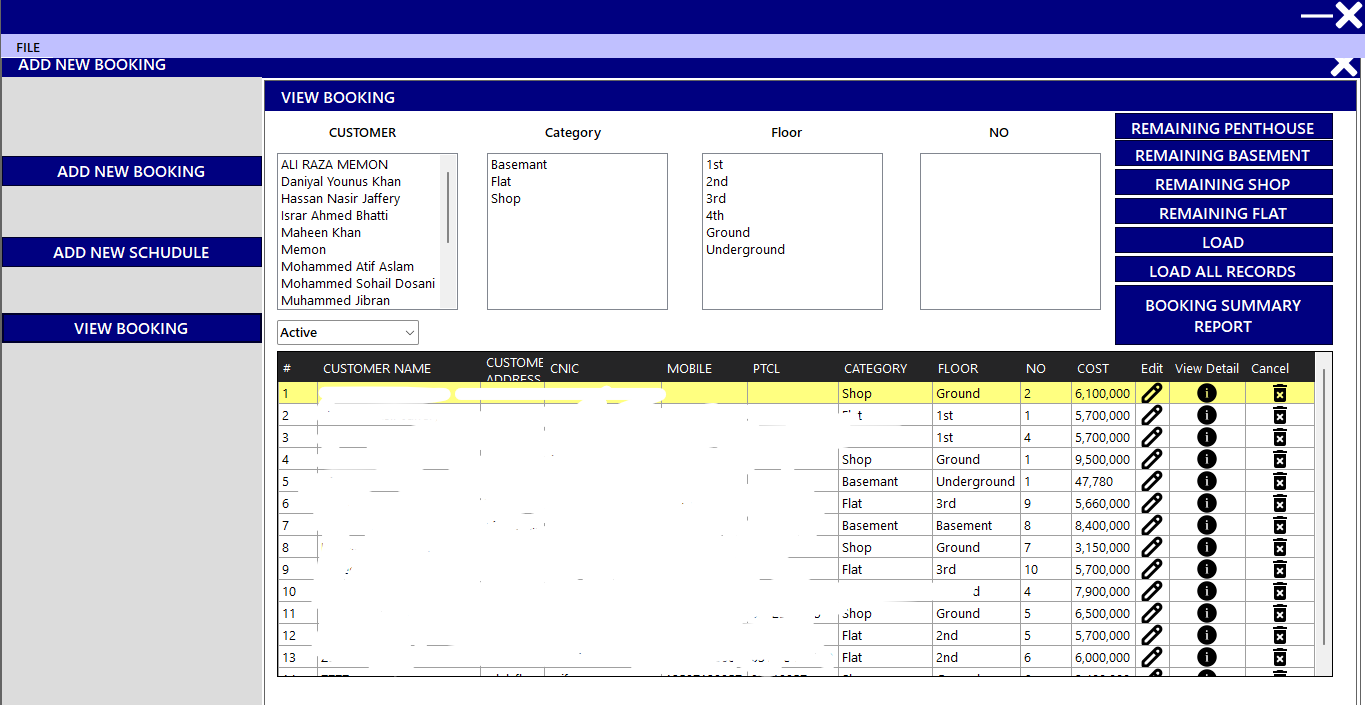 FILE
ADD NEW BOOKING
VIEW BOOKING
ADD NEW BOOKING
ADD NEW SCHUDULE
VIEW BOOKING
CUSTOMER Category Floor NO
ALI RAZA MEMON
Daniyal Younus Khan
Hassan Nasir Jaffery
Israr Ahmed Bhatti
Maheen Khan
Memon
Mohammed Atif Aslam
Mohammed Sohail Dosani
Muhammed Jibran
Basemant
Flat
Shop
1st
2nd
3rd
4th
Ground
Underground
REMAINING PENTHOUSE
REMAINING BASEMENT
REMAINING SHOP
REMAINING FLAT
LOAD
LOAD ALL RECORDS
BOOKING SUMMARY
REPORT
Active
# CUSTOMER NAME CUSTOME ADDRESS CNIC MOBILE PTCL CATEGORY FLOOR NO COST Edit View Detail Cancel
1 Shop Ground 2 6,100,000
2 1st 1 5,700,000
3 1st 4 5,700,000
4 Shop Ground 1 9,500,000
5 Basemant Underground 1 47,780
6 Flat 3rd 9 5,660,000
7 Basement Basement 8 8,400,000
8 Shop Ground 7 3,150,000
9 Flat 3rd 10 5,700,000
10 4 7,900,000
11 Shop Ground 5 6,500,000
12 Flat 2nd 5 5,700,000
13 Flat 2nd 6 6,000,000